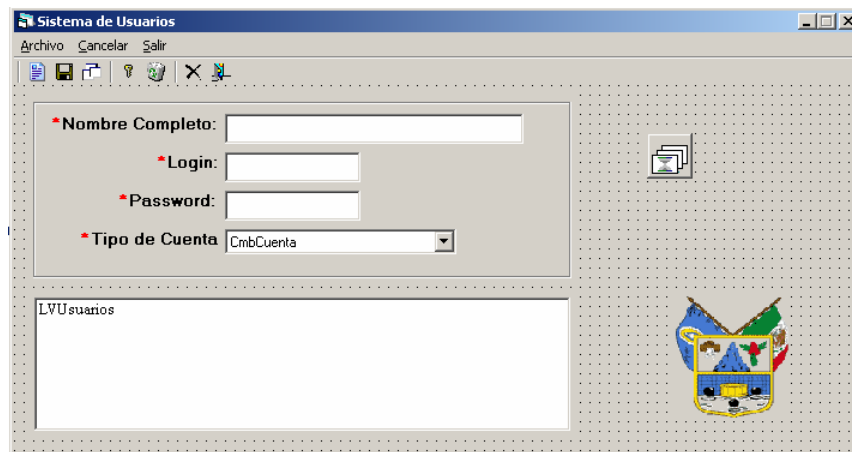 Sistema de Usuarios
Archivo Cancelar Salir
*Nombre Completo:
*Login:
*Password:
*Tipo de Cuenta CmbCuenta
LVUsuarios